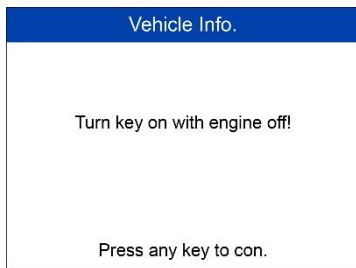 Vehicle Info.
Turn key on with engine off!
Press any key to con.